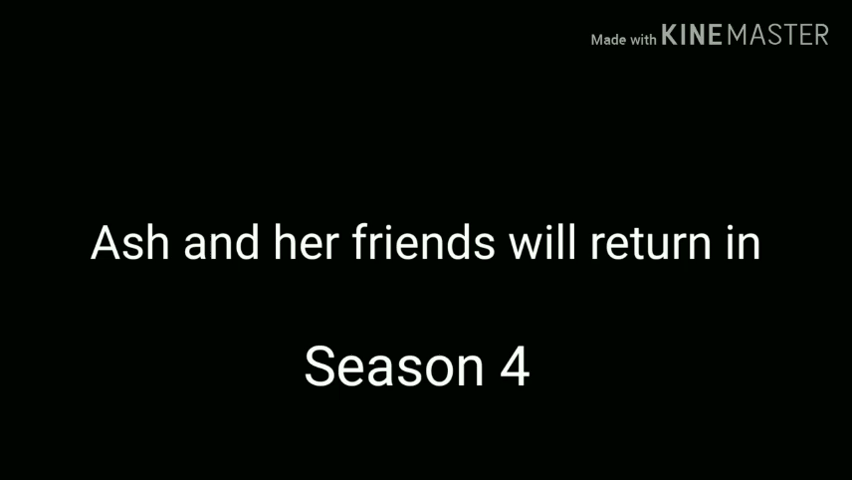 Made with KINEMASTER
Ash and her friends will return in
Season 4